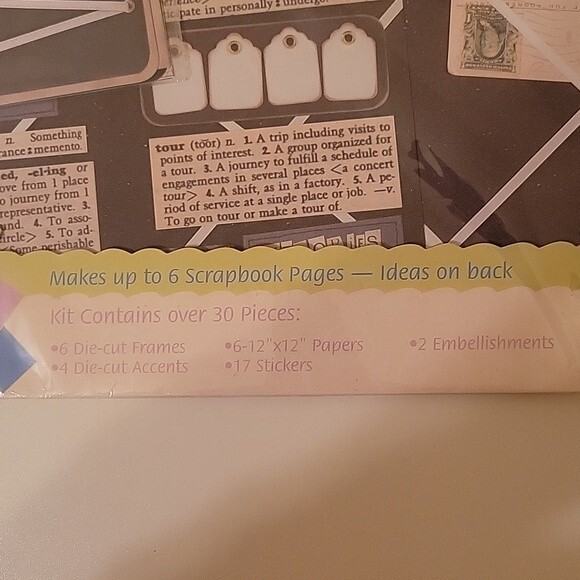 pate in personally : undergo.
n. Something
rance : memento.
tour (to͝or) n. 1. A trip including visits to
points of interest. 2. A group organized for
a tour. 3. A journey to fulfill a schedule of
engagements in several places <a concert
tour> 4. A shift, as in a factory. 5. A pe-
riod of service at a single place or job. —v.
To go on tour or make a tour of.
ed, -el·ing or
ove from 1 place
o journey from 1
representative. 3.
und. 4. To asso-
circle> 5. To ad-
Some perishable
Makes up to 6 Scrapbook Pages — Ideas on back
Kit Contains over 30 Pieces:
•6 Die-cut Frames
•4 Die-cut Accents
•6-12"x12" Papers
•17 Stickers
•2 Embellishments